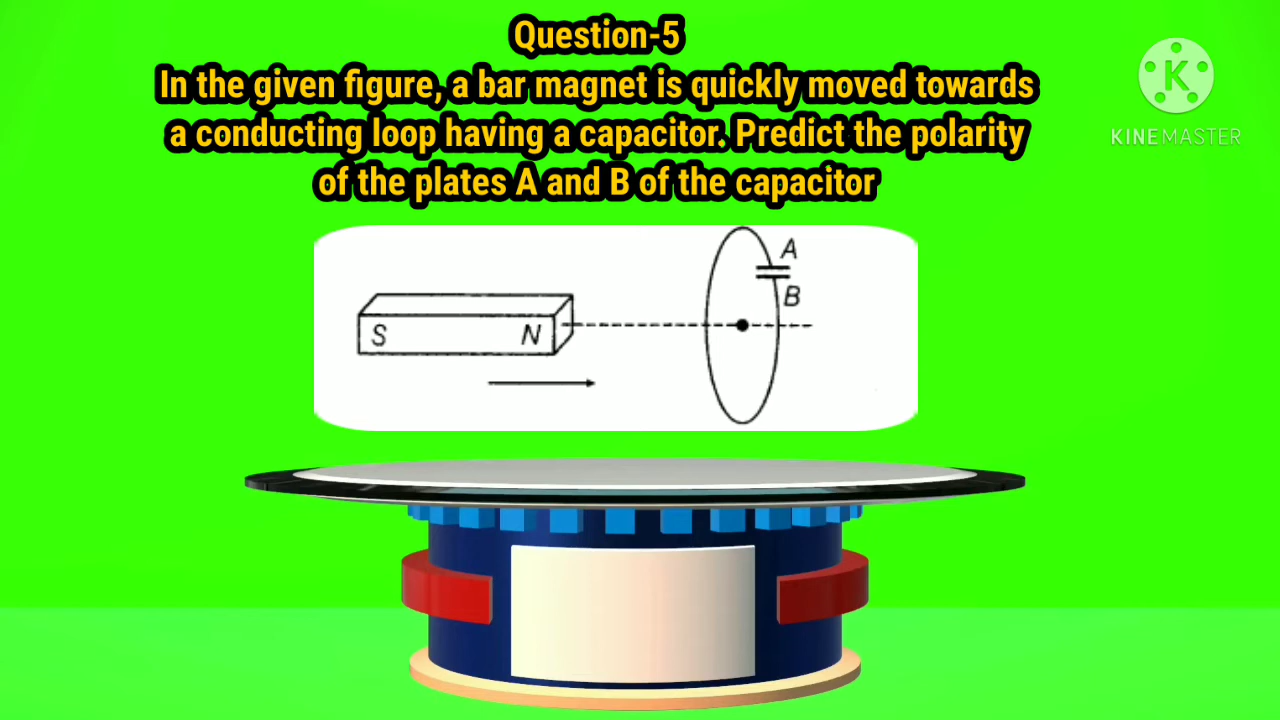 Question-5
In the given figure, a bar magnet is quickly moved towards
a conducting loop having a capacitor. Predict the polarity
of the plates A and B of the capacitor
K
KINEMASTER
A
B
S
N